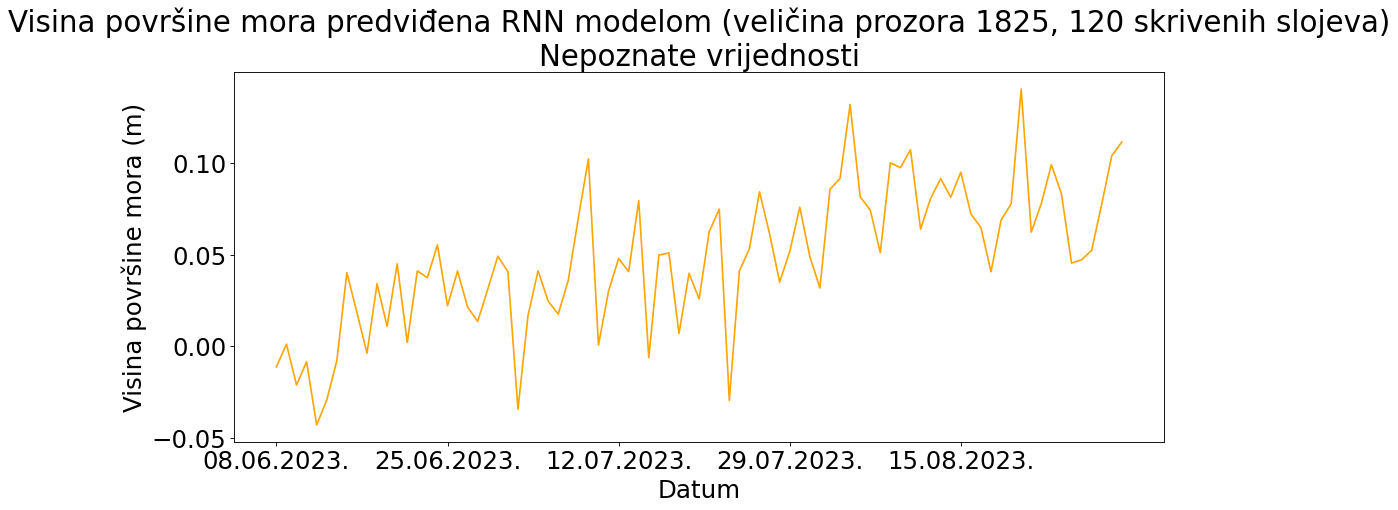 Visina površine mora predviđena RNN modelom (veličina prozora 1825, 120 skrivenih slojeva)
Nepoznate vrijednosti
Visina površine mora (m)
0.10
0.05
0.00
−0.05
08.06.2023. 25.06.2023. 12.07.2023. 29.07.2023. 15.08.2023.
Datum